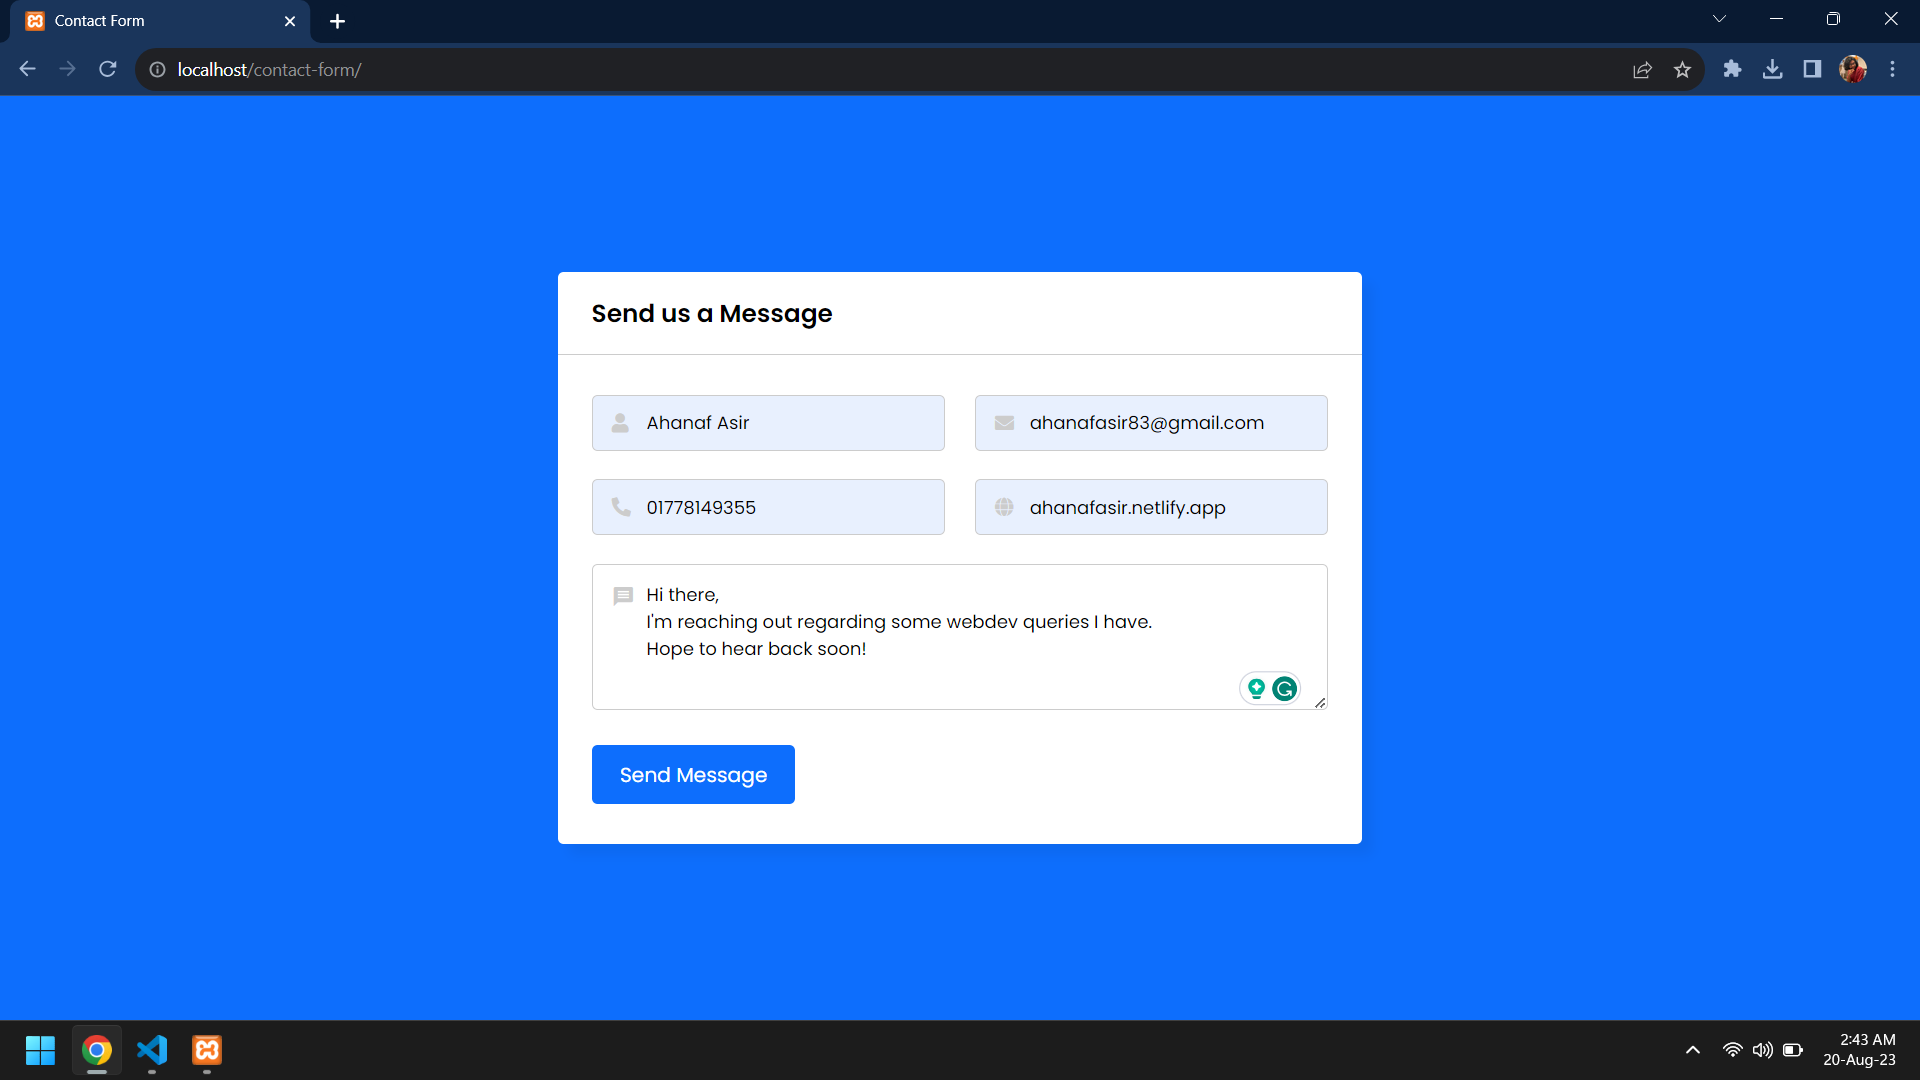 Contact Form
localhost/contact-form/
Send us a Message
Ahanaf Asir
ahanafasir83@gmail.com
01778149355
ahanafasir.netlify.app
Hi there,
I'm reaching out regarding some webdev queries I have.
Hope to hear back soon!
Send Message
2:43 AM
20-Aug-23